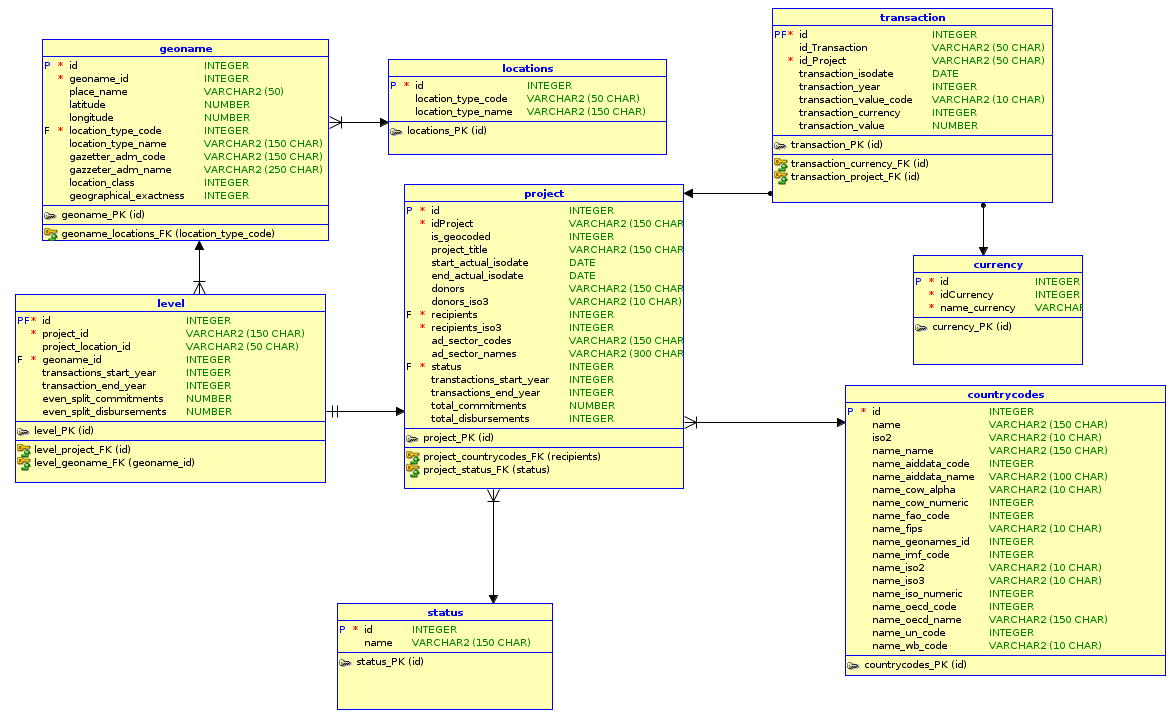 geoname
P * id INTEGER
* geoname_id INTEGER
place_name VARCHAR2 (50)
latitude NUMBER
longitude NUMBER
F * location_type_code INTEGER
location_type_name VARCHAR2 (150 CHAR)
gazetter_adm_code VARCHAR2 (150 CHAR)
gazzeter_adm_name VARCHAR2 (250 CHAR)
location_class INTEGER
geographical_exactness INTEGER
geoname_PK (id)
geoname_locations_FK (location_type_code)
locations
P * id INTEGER
location_type_code VARCHAR2 (50 CHAR)
location_type_name VARCHAR2 (150 CHAR)
locations_PK (id)
transaction
PF* id INTEGER
id_Transaction VARCHAR2 (50 CHAR)
* id_Project VARCHAR2 (50 CHAR)
transaction_isodate DATE
transaction_year INTEGER
transaction_value_code VARCHAR2 (10 CHAR)
transaction_currency INTEGER
transaction_value NUMBER
transaction_PK (id)
transaction_currency_FK (id)
transaction_project_FK (id)
project
P * id INTEGER
* idProject VARCHAR2 (150 CHAR
is_geocoded INTEGER
project_title VARCHAR2 (150 CHAR
start_actual_isodate DATE
end_actual_isodate DATE
donors VARCHAR2 (150 CHAR
donors_iso3 VARCHAR2 (10 CHAR)
F * recipients INTEGER
* recipients_iso3 INTEGER
ad_sector_codes VARCHAR2 (150 CHAR
ad_sector_names VARCHAR2 (300 CHAR
F * status INTEGER
transtactions_start_year INTEGER
transactions_end_year INTEGER
total_commitments NUMBER
total_disbursements INTEGER
project_PK (id)
project_countrycodes_FK (recipients)
project_status_FK (status)
currency
P * id INTEGER
* idCurrency INTEGER
* name_currency VARCHAR
currency_PK (id)
level
PF* id INTEGER
* project_id VARCHAR2 (150 CHAR)
project_location_id VARCHAR2 (50 CHAR)
F * geoname_id INTEGER
transactions_start_year INTEGER
transaction_end_year INTEGER
even_split_commitments NUMBER
even_split_disbursements NUMBER
level_PK (id)
level_project_FK (id)
level_geoname_FK (geoname_id)
countrycodes
P * id INTEGER
name VARCHAR2 (150 CHAR)
iso2 VARCHAR2 (10 CHAR)
name_name VARCHAR2 (150 CHAR)
name_aiddata_code INTEGER
name_aiddata_name VARCHAR2 (100 CHAR)
name_cow_alpha VARCHAR2 (10 CHAR)
name_cow_numeric INTEGER
name_fao_code INTEGER
name_fips VARCHAR2 (10 CHAR)
name_geonames_id INTEGER
name_imf_code INTEGER
name_iso2 VARCHAR2 (10 CHAR)
name_iso3 VARCHAR2 (10 CHAR)
name_iso_numeric INTEGER
name_oecd_code INTEGER
name_oecd_name VARCHAR2 (150 CHAR)
name_un_code INTEGER
name_wb_code VARCHAR2 (10 CHAR)
countrycodes_PK (id)
status
P * id INTEGER
name VARCHAR2 (150 CHAR)
status_PK (id)